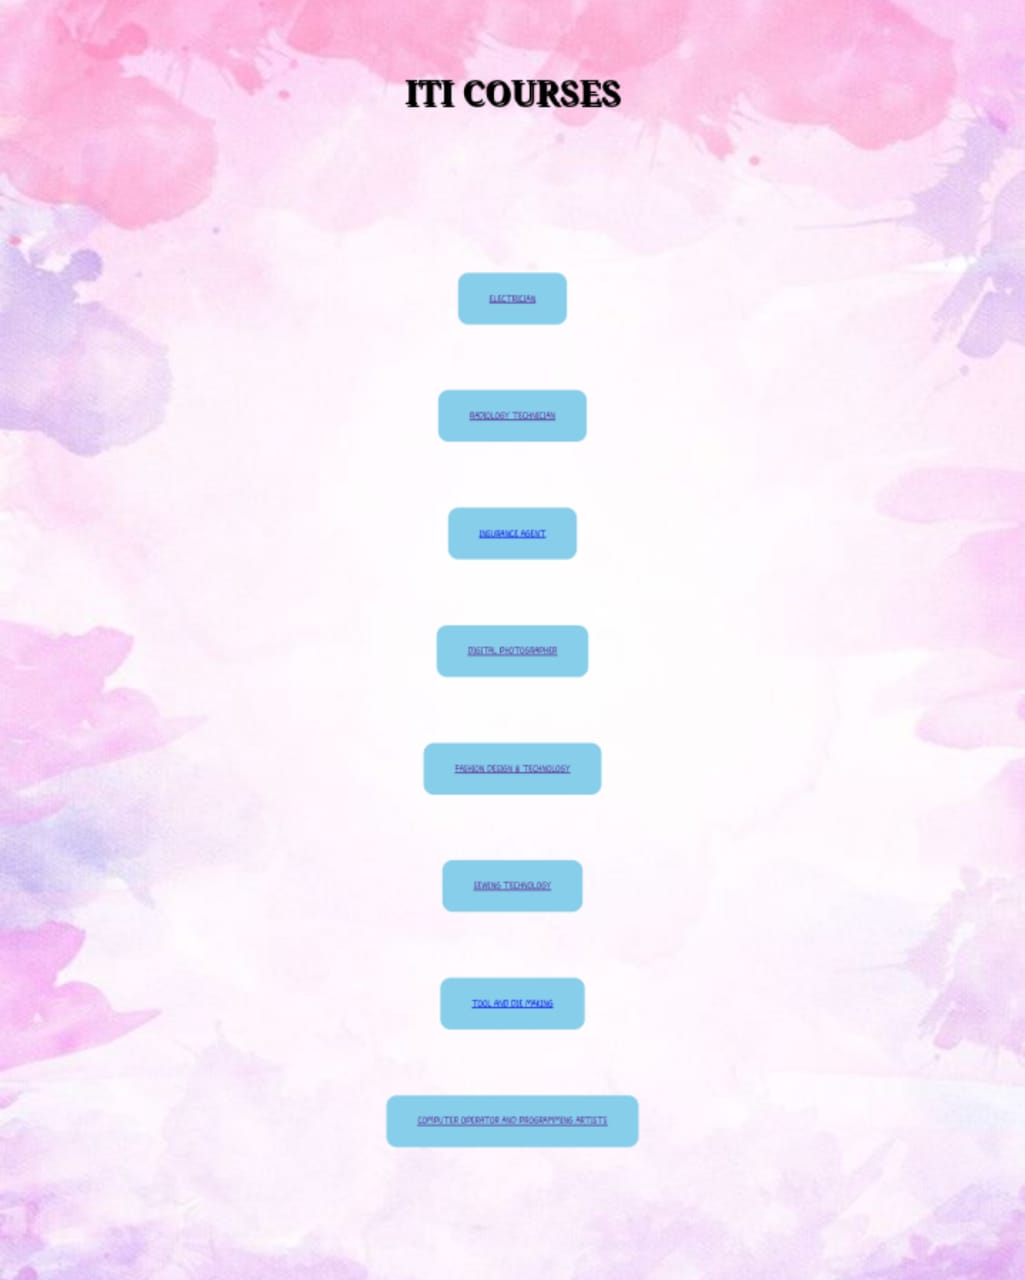 ITI COURSES
ELECTRICIAN
RADIOLOGY TECHNICIAN
INSURANCE AGENT
DIGITAL PHOTOGRAPHER
FASHION DESIGN & TECHNOLOGY
SEWING TECHNOLOGY
TOOL AND DIE MAKING
COMPUTER OPERATOR AND PROGRAMMING ARTISTS